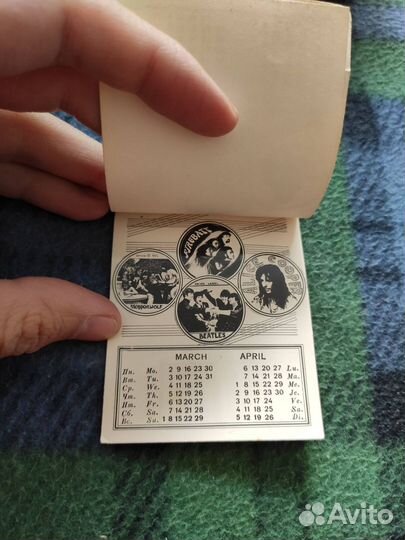 FIREBALL
STEPPENWOLF
ALICE COOPER
BEATLES
MARCH APRIL
Пн. Mo. 2 9 16 23 30 6 13 20 27 Lu.
Вт. Tu. 3 10 17 24 31 7 14 21 28 Ma.
Ср. We. 4 11 18 25 1 8 15 22 29 Me.
Чт. Th. 5 12 19 26 2 9 16 23 30 Je.
Пт. Fr. 6 13 20 27 3 10 17 24 Ve.
Сб. Sa. 7 14 21 28 4 11 18 25 Sa.
Вс. Su. 1 8 15 22 29 5 12 19 26 Di.
Avito